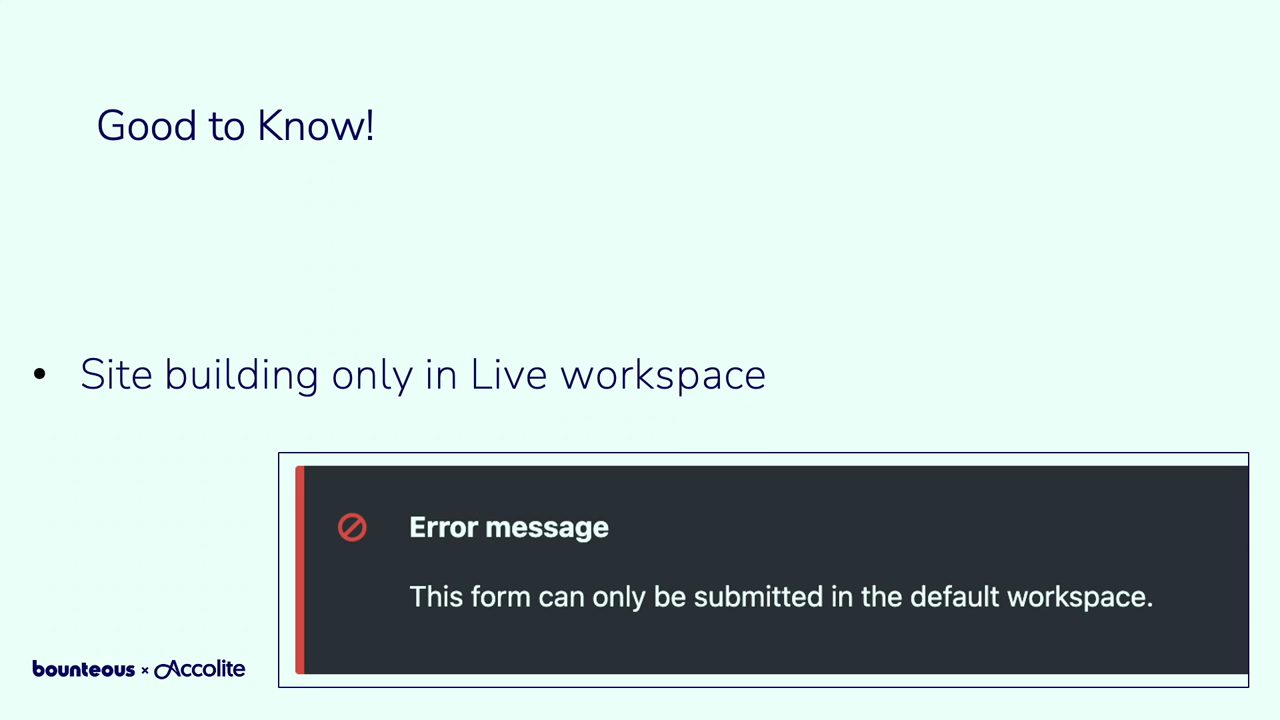 Good to Know!
• Site building only in Live workspace
Error message
This form can only be submitted in the default workspace.
bounteous x Accolite